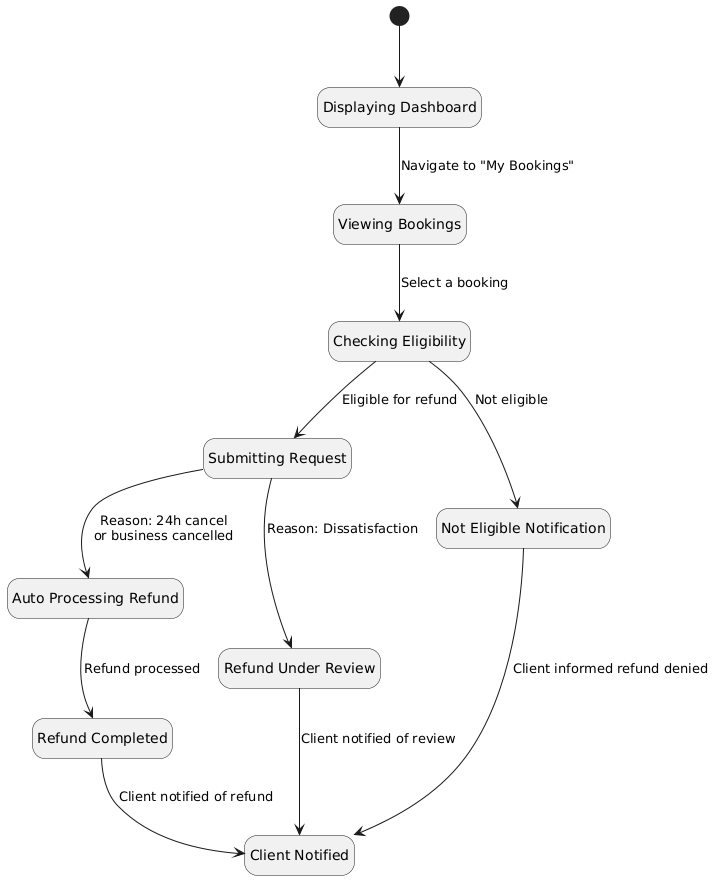 Displaying Dashboard
Navigate to "My Bookings"
Viewing Bookings
Select a booking
Checking Eligibility
Eligible for refund
Not eligible
Submitting Request
Reason: 24h cancel
or business cancelled
Reason: Dissatisfaction
Not Eligible Notification
Auto Processing Refund
Refund processed
Refund Under Review
Client informed refund denied
Refund Completed
Client notified of review
Client notified of refund
Client Notified